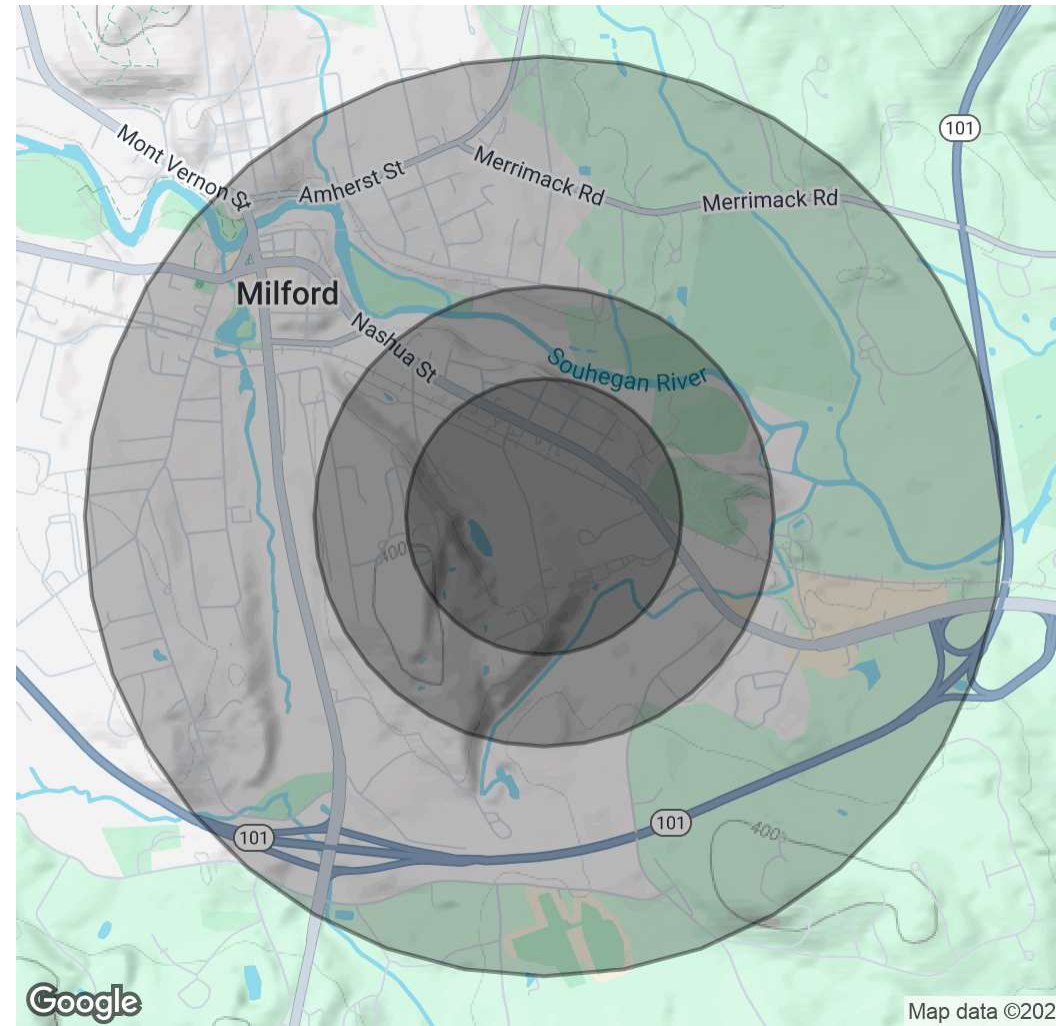 101
Mont Vernon St
Amherst St
Merrimack Rd
Merrimack Rd
Milford
Nashua St
Souhegan River
400
101
101
400
Google
Map data ©202